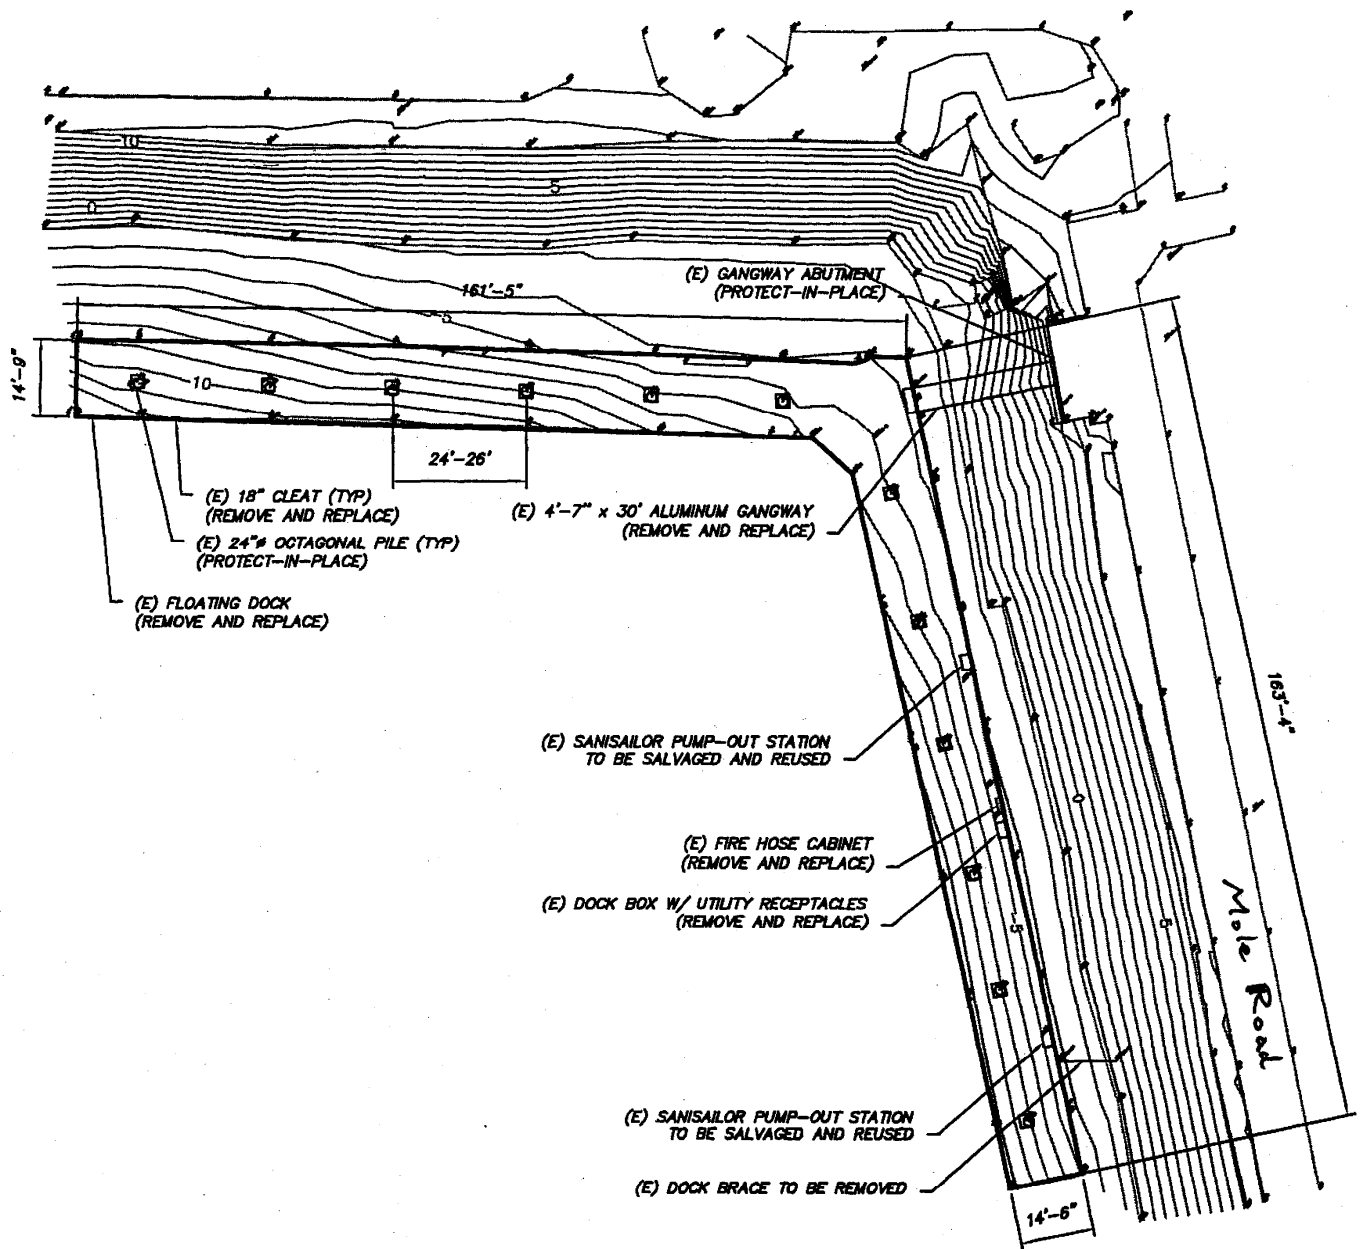 10
5
0
(E) GANGWAY ABUTMENT
(PROTECT-IN-PLACE)
161'-5"
-5
14'-9"
-10
24'-26'
(E) 18" CLEAT (TYP)
(REMOVE AND REPLACE)
(E) 4'-7" x 30' ALUMINUM GANGWAY
(REMOVE AND REPLACE)
(E) 24"ø OCTAGONAL PILE (TYP)
(PROTECT-IN-PLACE)
(E) FLOATING DOCK
(REMOVE AND REPLACE)
163'-4"
(E) SANISAILOR PUMP-OUT STATION
TO BE SALVAGED AND REUSED
0
(E) FIRE HOSE CABINET
(REMOVE AND REPLACE)
(E) DOCK BOX W/ UTILITY RECEPTACLES
(REMOVE AND REPLACE)
-5
5
Mole Road
(E) SANISAILOR PUMP-OUT STATION
TO BE SALVAGED AND REUSED
(E) DOCK BRACE TO BE REMOVED
14'-6"